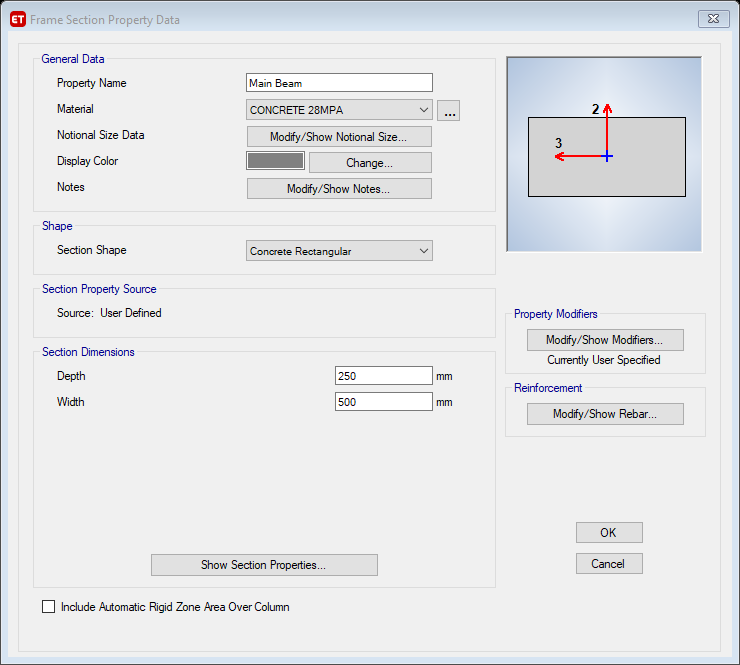 ET Frame Section Property Data
General Data
Property Name Main Beam
Material CONCRETE 28MPA ...
Notional Size Data Modify/Show Notional Size...
Display Color Change...
Notes Modify/Show Notes...
Shape
Section Shape Concrete Rectangular
Section Property Source
Source: User Defined
Section Dimensions
Depth 250 mm
Width 500 mm
Show Section Properties...
Include Automatic Rigid Zone Area Over Column
2
3
Property Modifiers
Modify/Show Modifiers...
Currently User Specified
Reinforcement
Modify/Show Rebar...
OK
Cancel